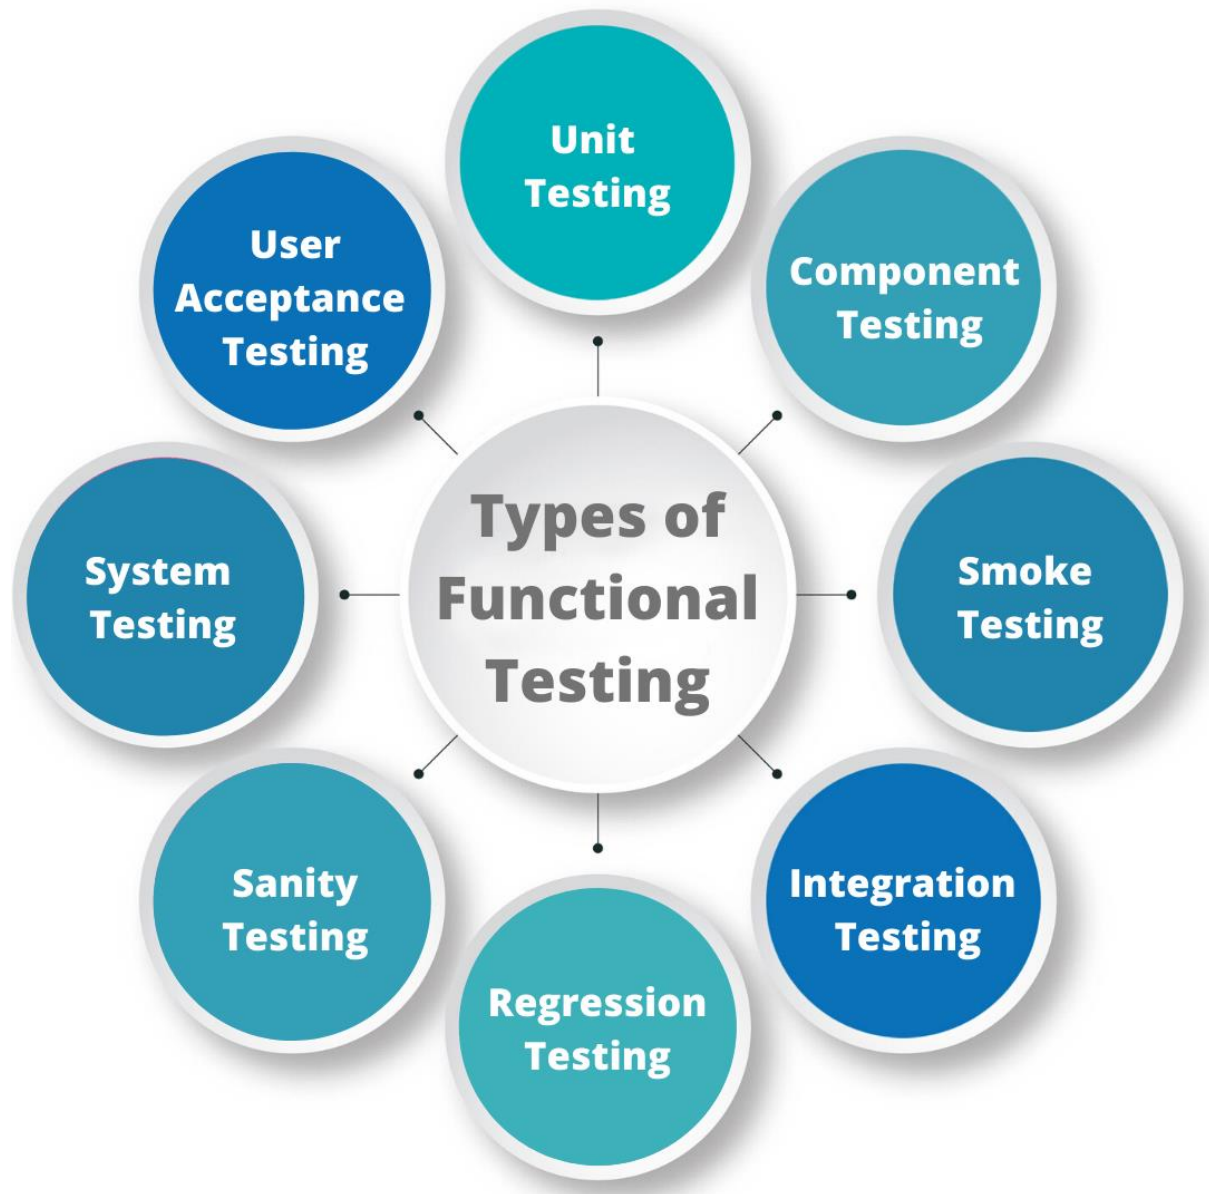 Types of
Functional
Testing
Unit
Testing
Component
Testing
Smoke
Testing
Integration
Testing
Regression
Testing
Sanity
Testing
System
Testing
User
Acceptance
Testing